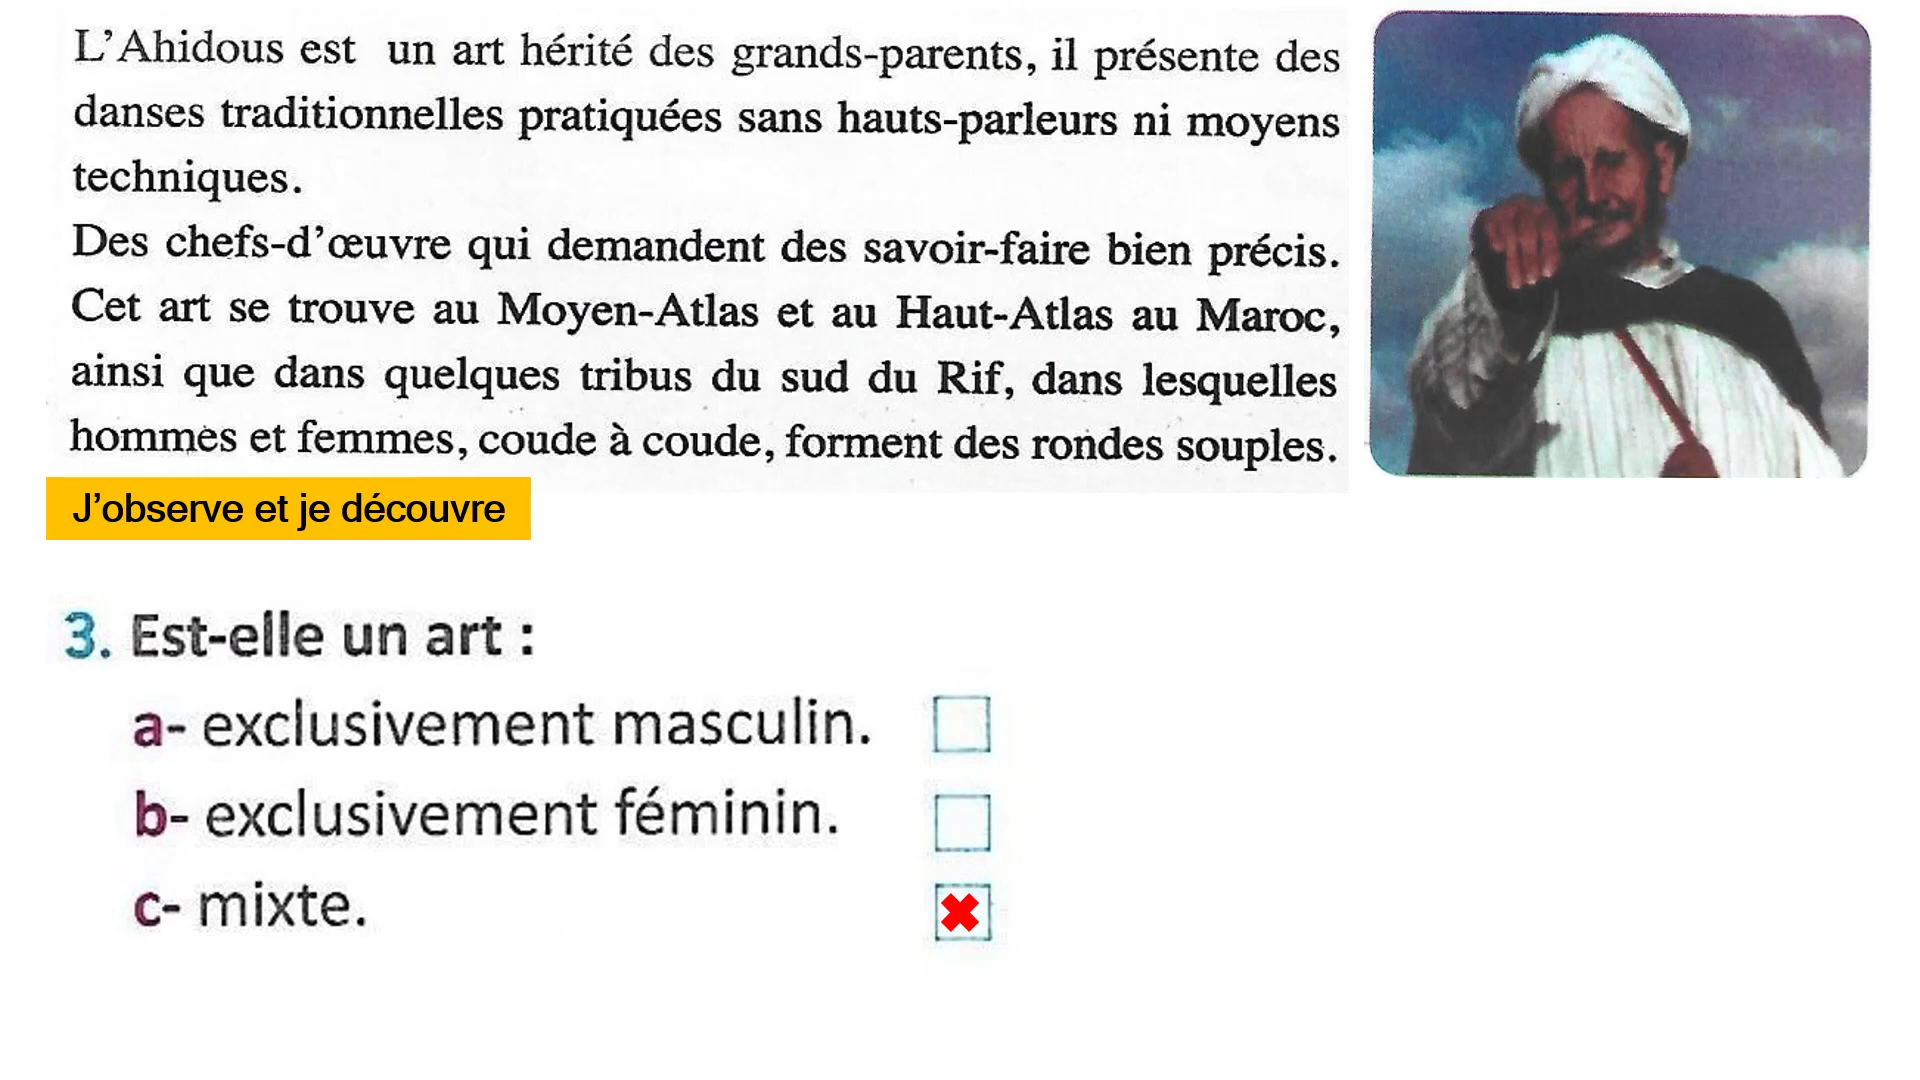 L'Ahidous est un art hérité des grands-parents, il présente des
danses traditionnelles pratiquées sans hauts-parleurs ni moyens
techniques.
Des chefs-d'œuvre qui demandent des savoir-faire bien précis.
Cet art se trouve au Moyen-Atlas et au Haut-Atlas au Maroc,
ainsi que dans quelques tribus du sud du Rif, dans lesquelles
hommes et femmes, coude à coude, forment des rondes souples.
J'observe et je découvre
3. Est-elle un art :
a- exclusivement masculin.
b- exclusivement féminin.
c- mixte.